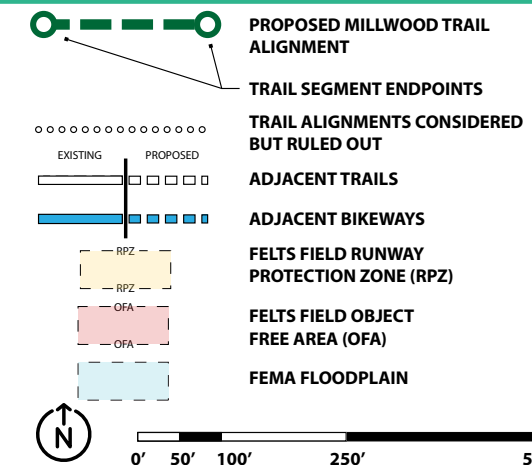 PROPOSED MILLWOOD TRAIL
ALIGNMENT
TRAIL SEGMENT ENDPOINTS
TRAIL ALIGNMENTS CONSIDERED
BUT RULED OUT
EXISTING PROPOSED
ADJACENT TRAILS
ADJACENT BIKEWAYS
RPZ
FELTS FIELD RUNWAY
PROTECTION ZONE (RPZ)
RPZ
OFA
FELTS FIELD OBJECT
FREE AREA (OFA)
OFA
FEMA FLOODPLAIN
N
0' 50' 100' 250' 5